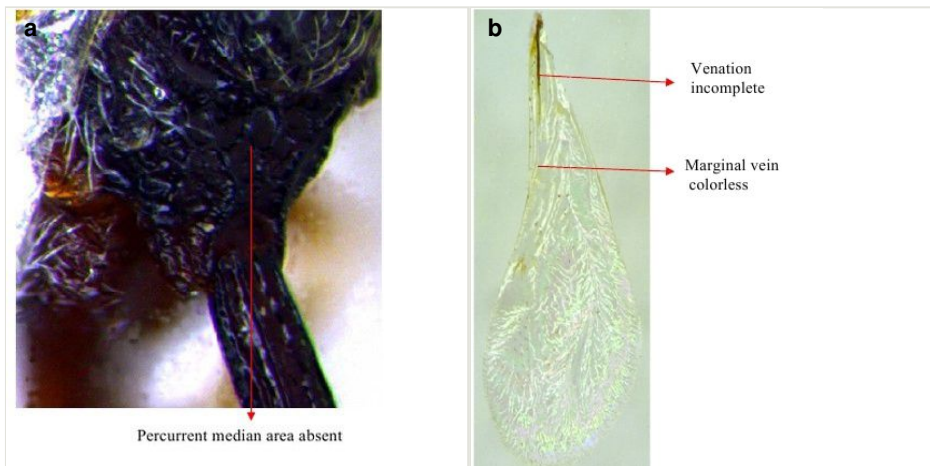 a
Percurrent median area absent
b
Venation
incomplete
Marginal vein
colorless